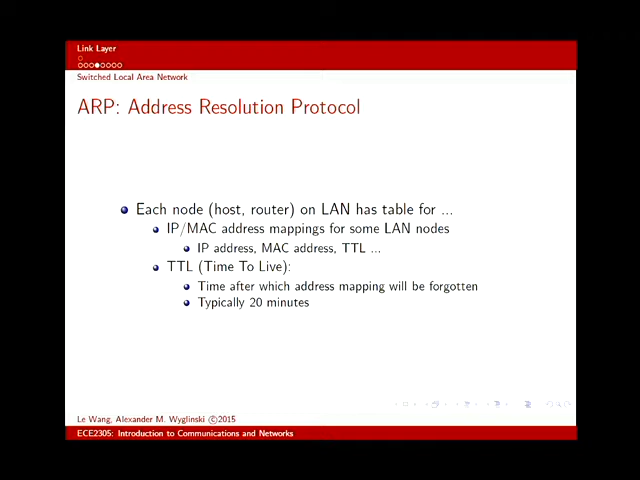 Link Layer
Switched Local Area Network
ARP: Address Resolution Protocol
Each node (host, router) on LAN has table for ...
IP/MAC address mappings for some LAN nodes
IP address, MAC address, TTL ...
TTL (Time To Live):
Time after which address mapping will be forgotten
Typically 20 minutes
Le Wang, Alexander M. Wyglinski ©2015
ECE2305: Introduction to Communications and Networks